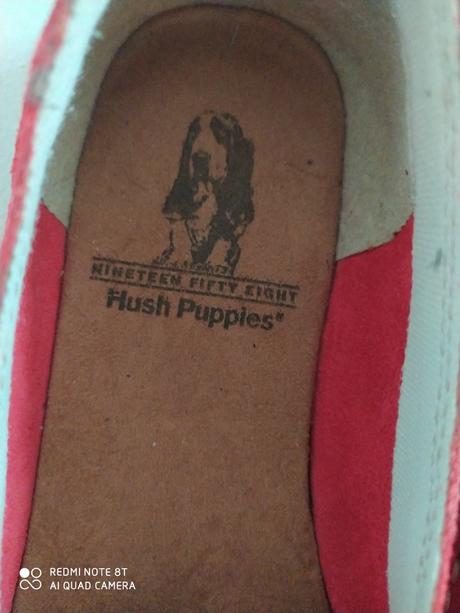 NINETEEN FIFTY EIGHT
Hush Puppies®
REDMI NOTE 8T
AI QUAD CAMERA